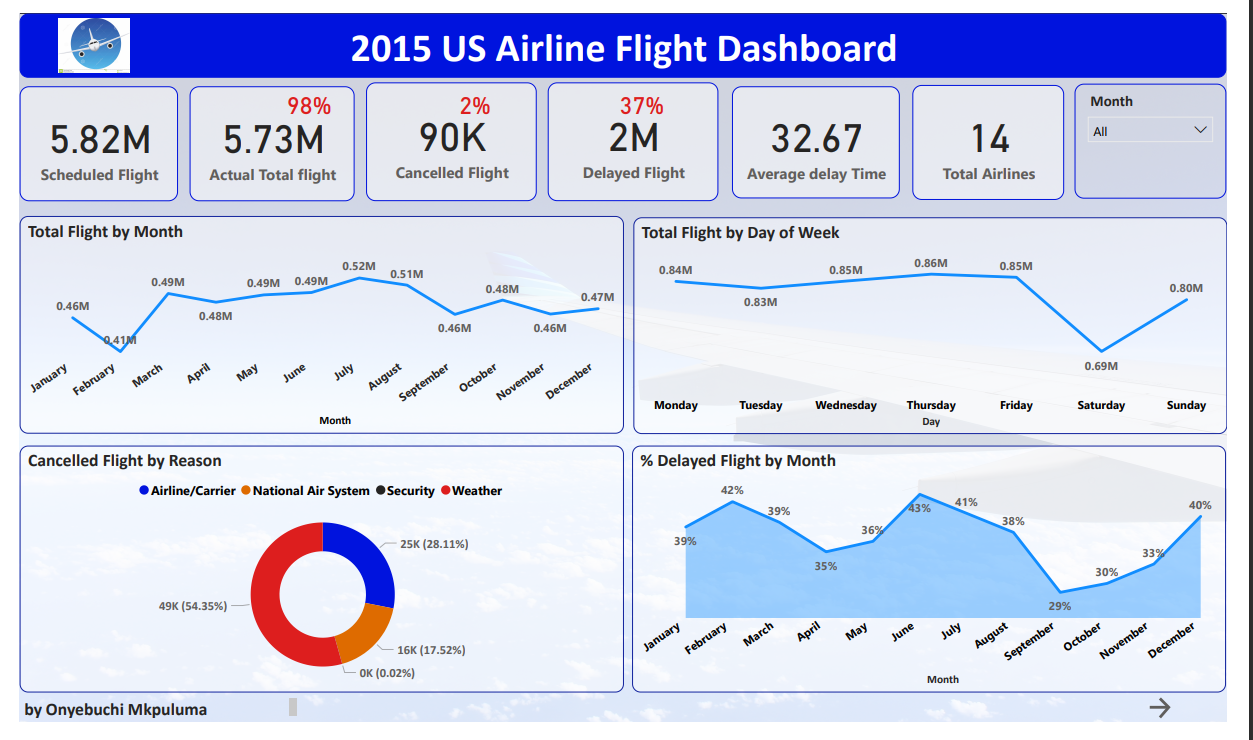 2015 US Airline Flight Dashboard
5.82M
Scheduled Flight
98%
5.73M
Actual Total flight
2%
90K
Cancelled Flight
37%
2M
Delayed Flight
32.67
Average delay Time
14
Total Airlines
Month
All
Total Flight by Month
0.46M
0.41M
0.49M
0.48M
0.49M
0.49M
0.52M
0.51M
0.46M
0.48M
0.46M
0.47M
January
February
March
April
May
June
July
August
September
October
November
December
Month
Total Flight by Day of Week
0.84M
0.83M
0.85M
0.86M
0.85M
0.69M
0.80M
Monday
Tuesday
Wednesday
Thursday
Friday
Saturday
Sunday
Day
Cancelled Flight by Reason
Airline/Carrier
National Air System
Security
Weather
25K (28.11%)
49K (54.35%)
16K (17.52%)
0K (0.02%)
% Delayed Flight by Month
39%
42%
39%
35%
36%
43%
41%
38%
29%
30%
33%
40%
January
February
March
April
May
June
July
August
September
October
November
December
Month
by Onyebuchi Mkpuluma